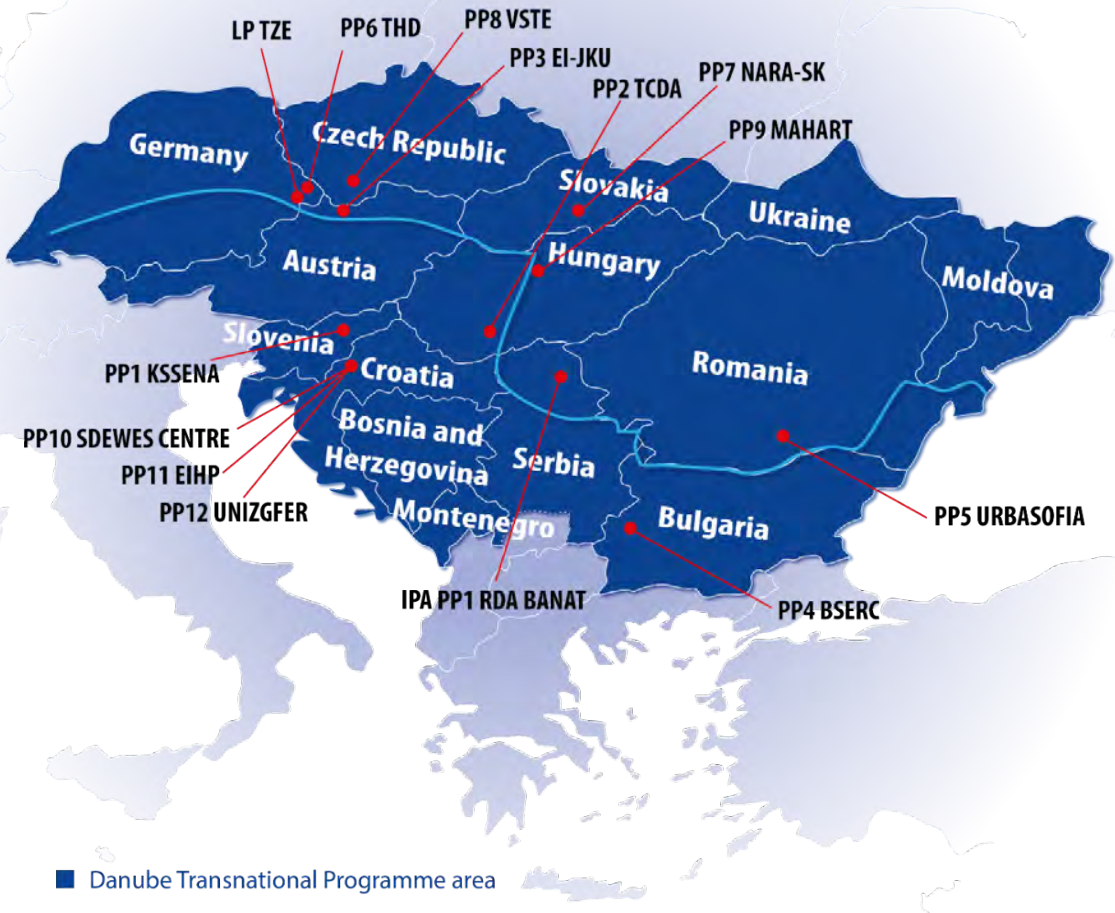 LP TZE
PP6 THD
PP8 VSTE
PP3 EI-JKU
PP2 TCDA
PP7 NARA-SK
PP9 MAHART
Germany
Czech Republic
Slovakia
Ukraine
Austria
Hungary
Moldova
Slovenia
PP1 KSSENA
Croatia
Romania
PP10 SDEWES CENTRE
PP11 EIHP
PP12 UNIZGFER
Bosnia and
Herzegovina
Serbia
Montenegro
Bulgaria
PP5 URBASOFIA
IPA PP1 RDA BANAT
PP4 BSERC
Danube Transnational Programme area